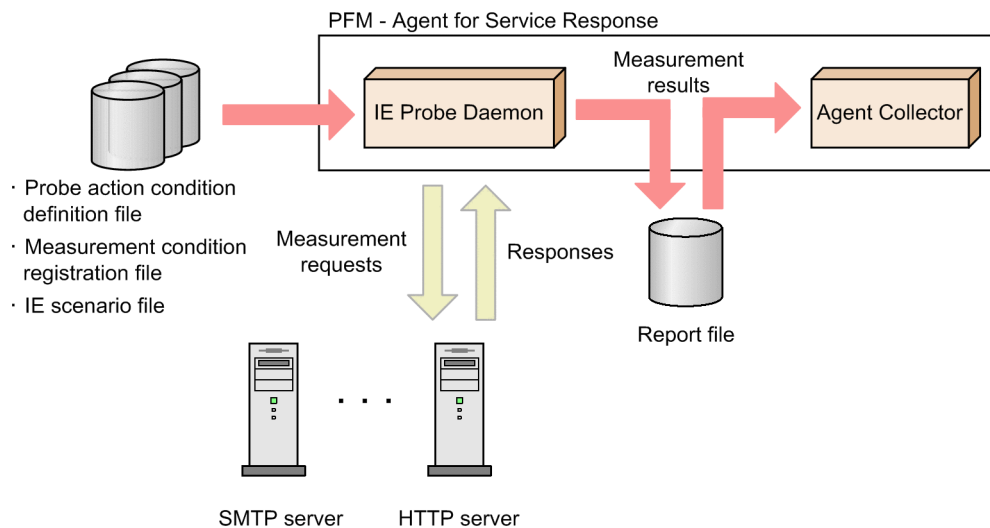 PFM - Agent for Service Response
Measurement
results
IE Probe Daemon
Agent Collector
· Probe action condition
definition file
· Measurement condition
registration file
· IE scenario file
Measurement
requests
Responses
Report file
· · ·
SMTP server
HTTP server